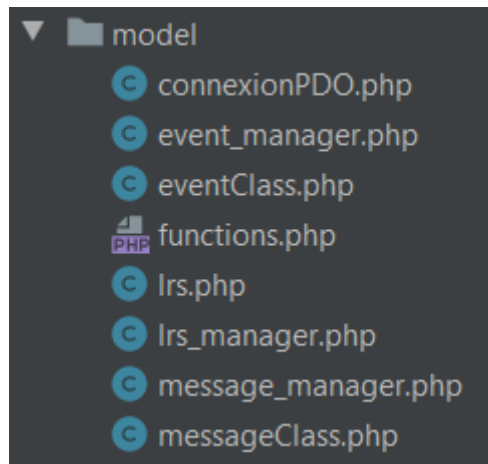 model
C connexionPDO.php
C event_manager.php
C eventClass.php
PHP functions.php
C lrs.php
C lrs_manager.php
C message_manager.php
C messageClass.php